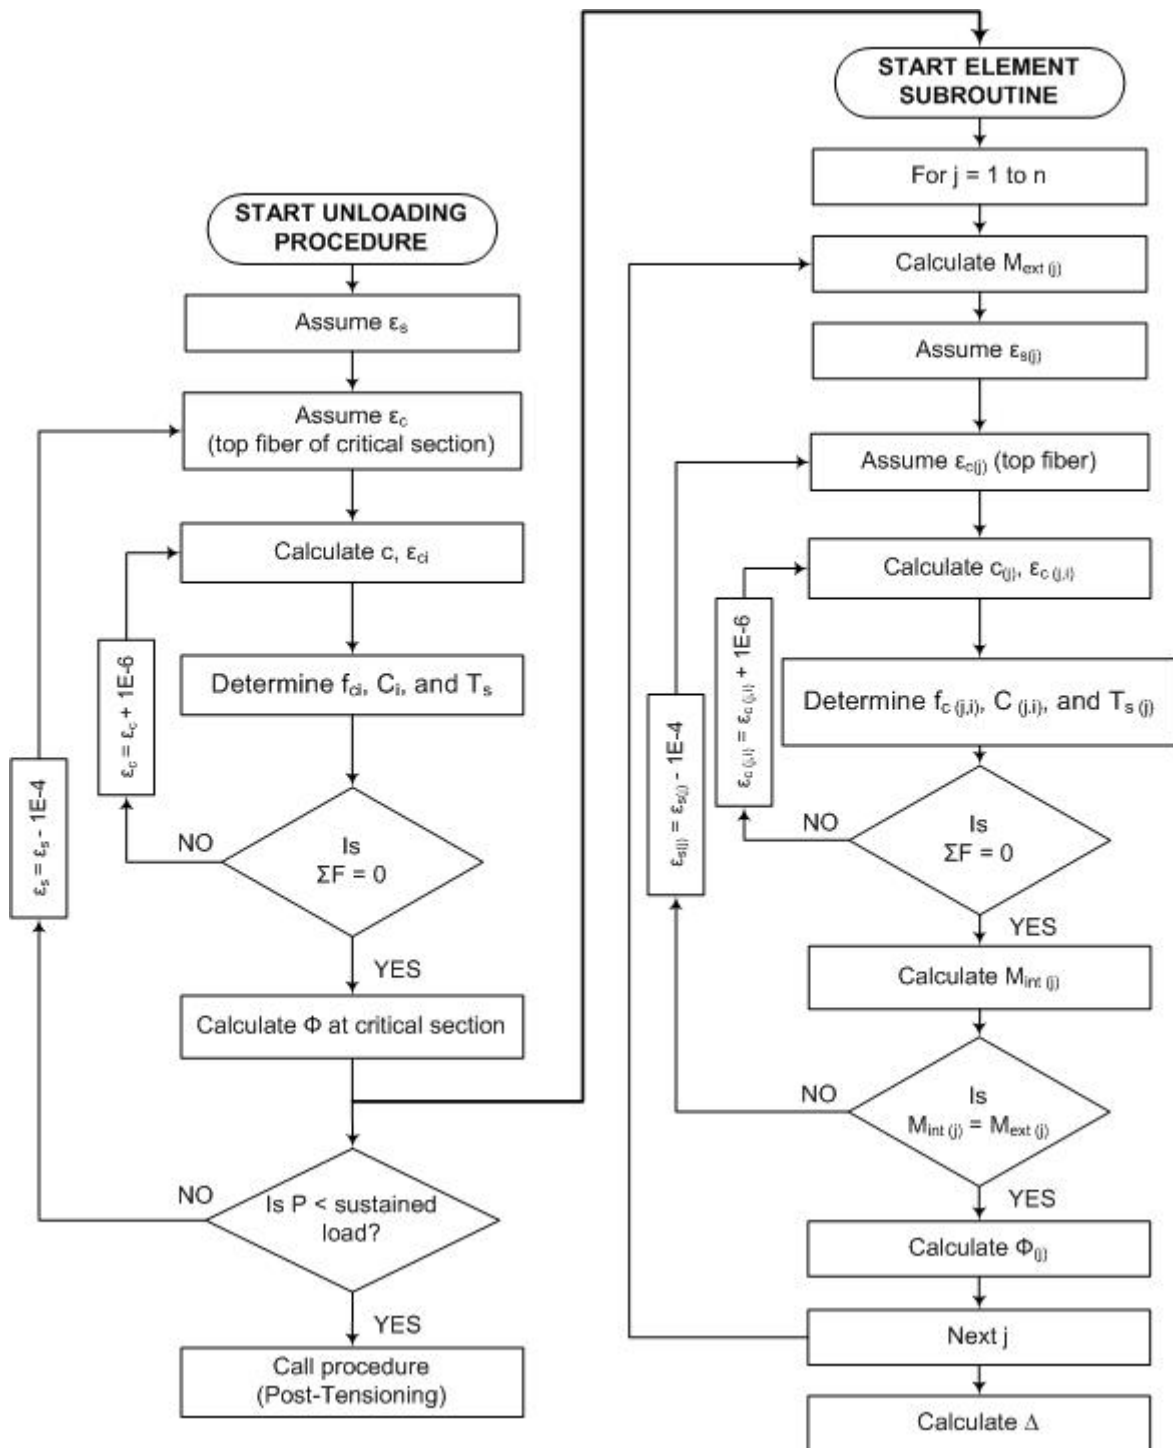 START UNLOADING
PROCEDURE
Assume εs
Assume εc
(top fiber of critical section)
Calculate c, εci
Determine fci, Ci, and Ts
εc = εc + 1E-6
εs = εs - 1E-4
NO
Is
ΣF = 0
YES
Calculate Φ at critical section
NO
Is P < sustained
load?
YES
Call procedure
(Post-Tensioning)
START ELEMENT
SUBROUTINE
For j = 1 to n
Calculate Mext (j)
Assume εs(j)
Assume εc(j) (top fiber)
Calculate c(j), εc (j,i)
Determine fc (j,i), C (j.i), and Ts (j)
εc (j,i) = εc (j,i) + 1E-6
εs(j) = εs(j) - 1E-4
NO
Is
ΣF = 0
YES
Calculate Mint (j)
NO
Is
Mint (j) = Mext (j)
YES
Calculate Φ(j)
Next j
Calculate Δ